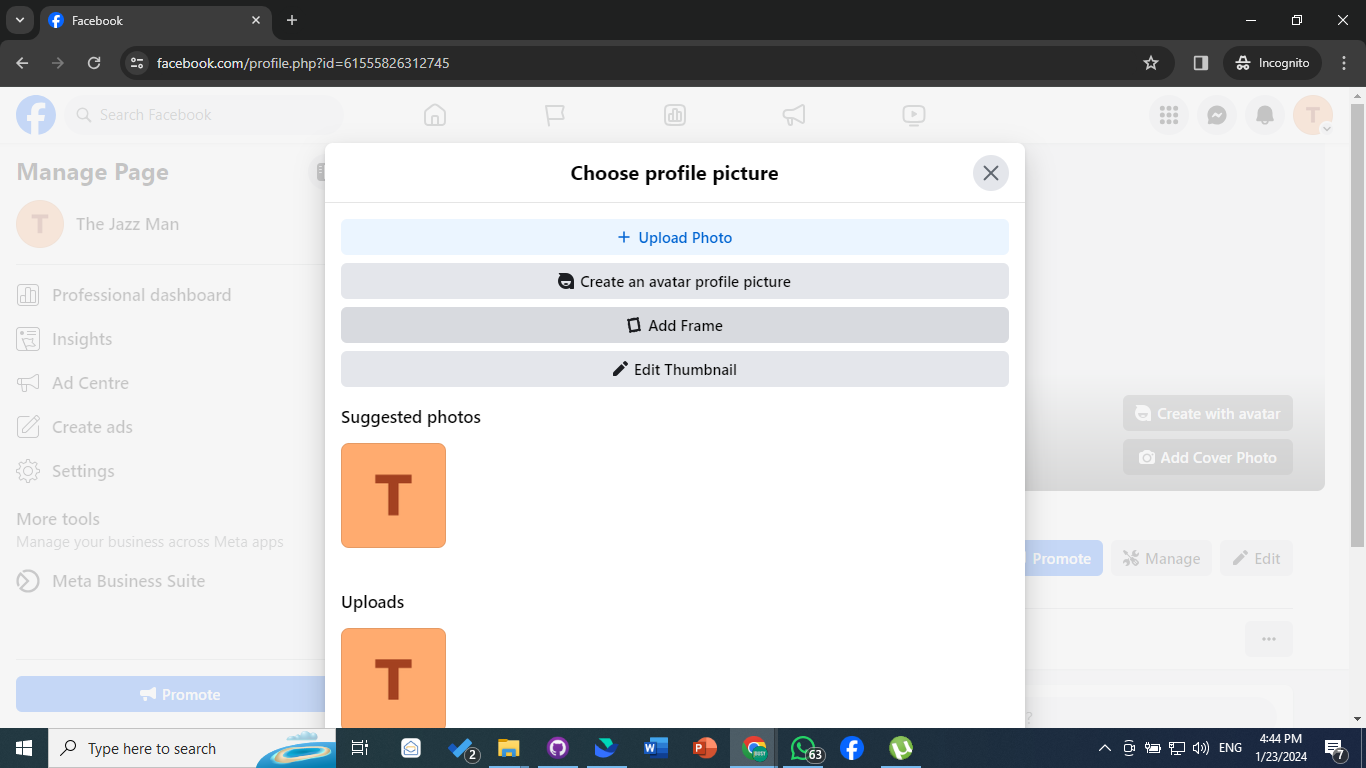 Facebook
facebook.com/profile.php?id=61555826312745
Incognito
Search Facebook
T
Manage Page
T
The Jazz Man
Professional dashboard
Insights
Ad Centre
Create ads
Settings
More tools
Manage your business across Meta apps
Meta Business Suite
Promote
Choose profile picture
+ Upload Photo
Create an avatar profile picture
Add Frame
Edit Thumbnail
Suggested photos
T
Uploads
T
Create with avatar
Add Cover Photo
Promote
Manage
Edit
?
Type here to search
2
63
ENG
4:44 PM
1/23/2024
7